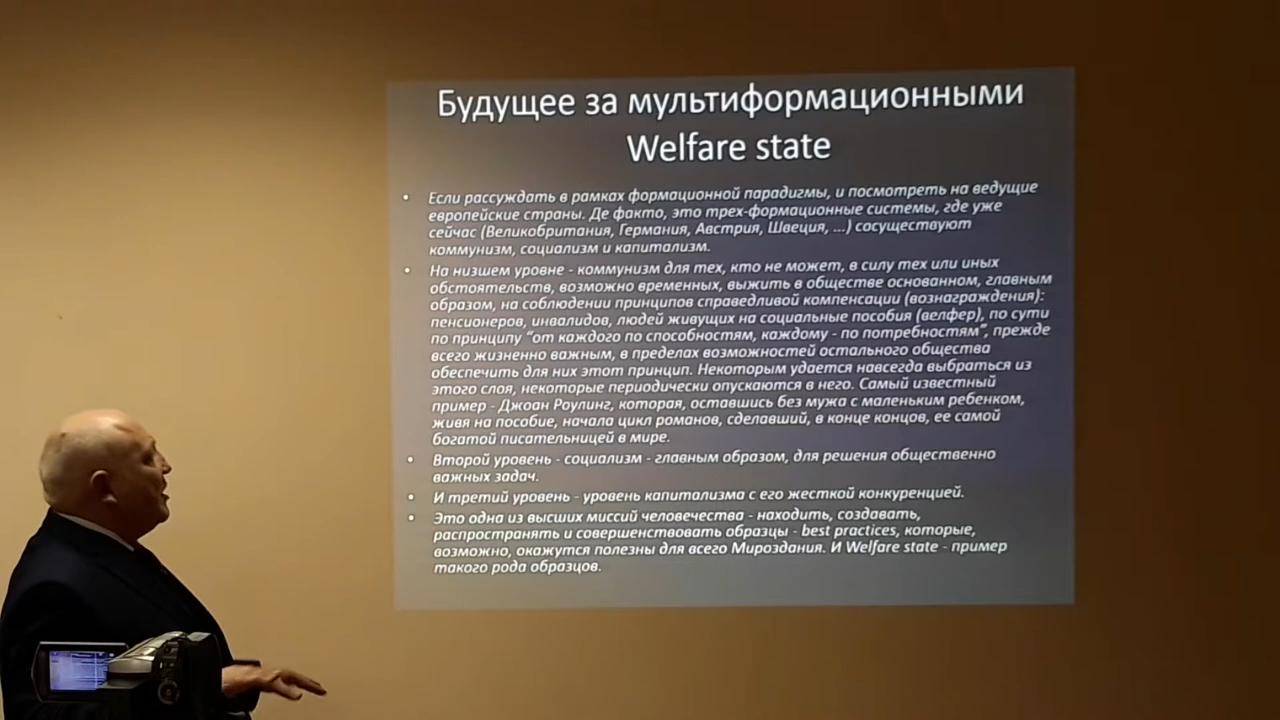 Будущее за мультиформационными
Welfare state
• Если рассуждать в рамках формационной парадигмы, и посмотреть на ведущие
европейские страны. Де факто, это трех-формационные системы, где уже
сейчас (Великобритания, Германия, Австрия, Швеция, ...) сосуществуют
коммунизм, социализм и капитализм.
• На низшем уровне - коммунизм для тех, кто не может, в силу тех или иных
обстоятельств, возможно временных, выжить в обществе основанном, главным
образом, на соблюдении принципов справедливой компенсации (вознаграждения):
пенсионеров, инвалидов, людей живущих на социальные пособия (велфер), по сути
по принципу "от каждого по способностям, каждому - по потребностям", прежде
всего жизненно важным, в пределах возможностей остального общества
обеспечить для них этот принцип. Некоторым удается навсегда выбраться из
этого слоя, некоторые периодически опускаются в него. Самый известный
пример - Джоан Роулинг, которая, оставшись без мужа с маленьким ребенком,
живя на пособие, начала цикл романов, сделавший, в конце концов, ее самой
богатой писательницей в мире.
• Второй уровень - социализм - главным образом, для решения общественно
важных задач.
• И третий уровень - уровень капитализма с его жесткой конкуренцией.
• Это одна из высших миссий человечества - находить, создавать,
распространять и совершенствовать образцы - best practices, которые,
возможно, окажутся полезны для всего Мироздания. И Welfare state - пример
такого рода образцов.